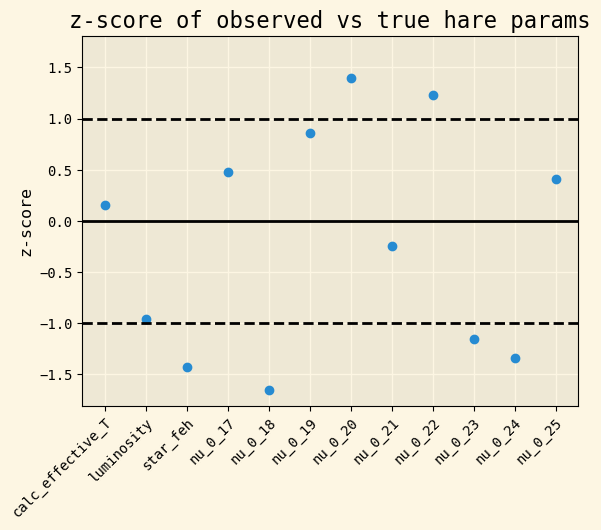 z-score of observed vs true hare params
z-score
1.5
1.0
0.5
0.0
−0.5
−1.0
−1.5
calc_effective_T
luminosity
star_feh
nu_0_17
nu_0_18
nu_0_19
nu_0_20
nu_0_21
nu_0_22
nu_0_23
nu_0_24
nu_0_25